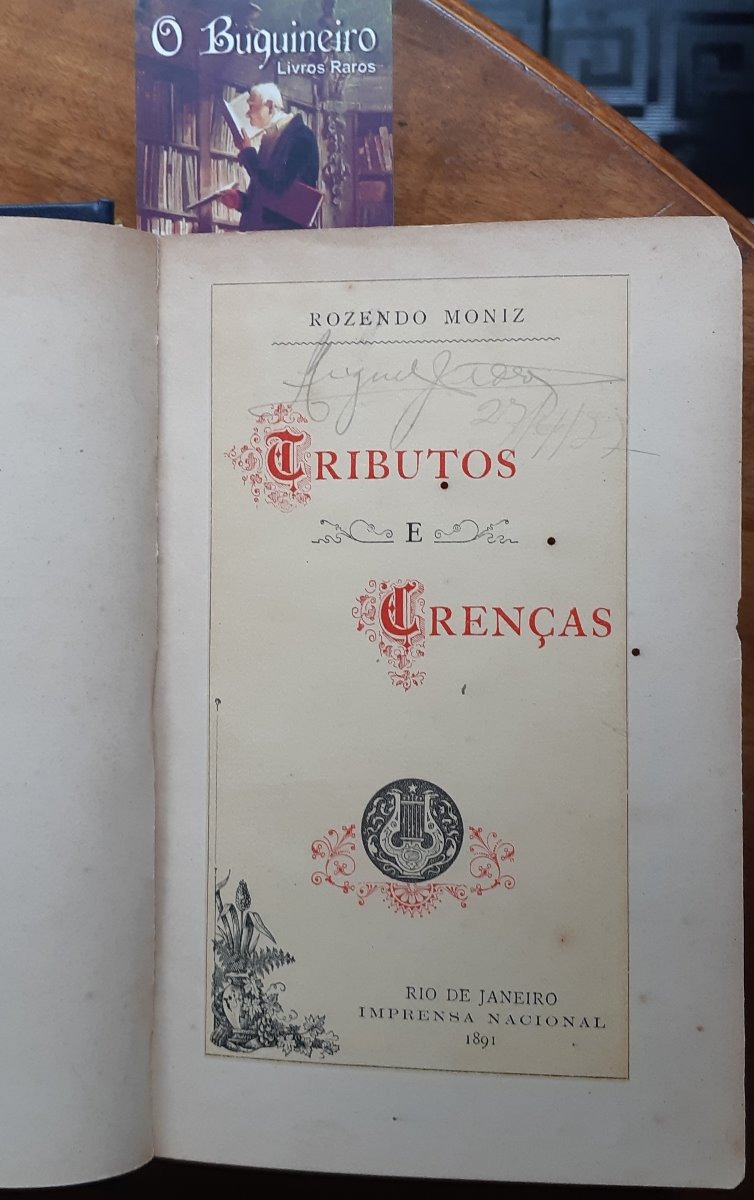 O Buquineiro
Livros Raros
ROZENDO MONIZ
TRIBUTOS
E
CRENÇAS
RIO DE JANEIRO
IMPRENSA NACIONAL
1891